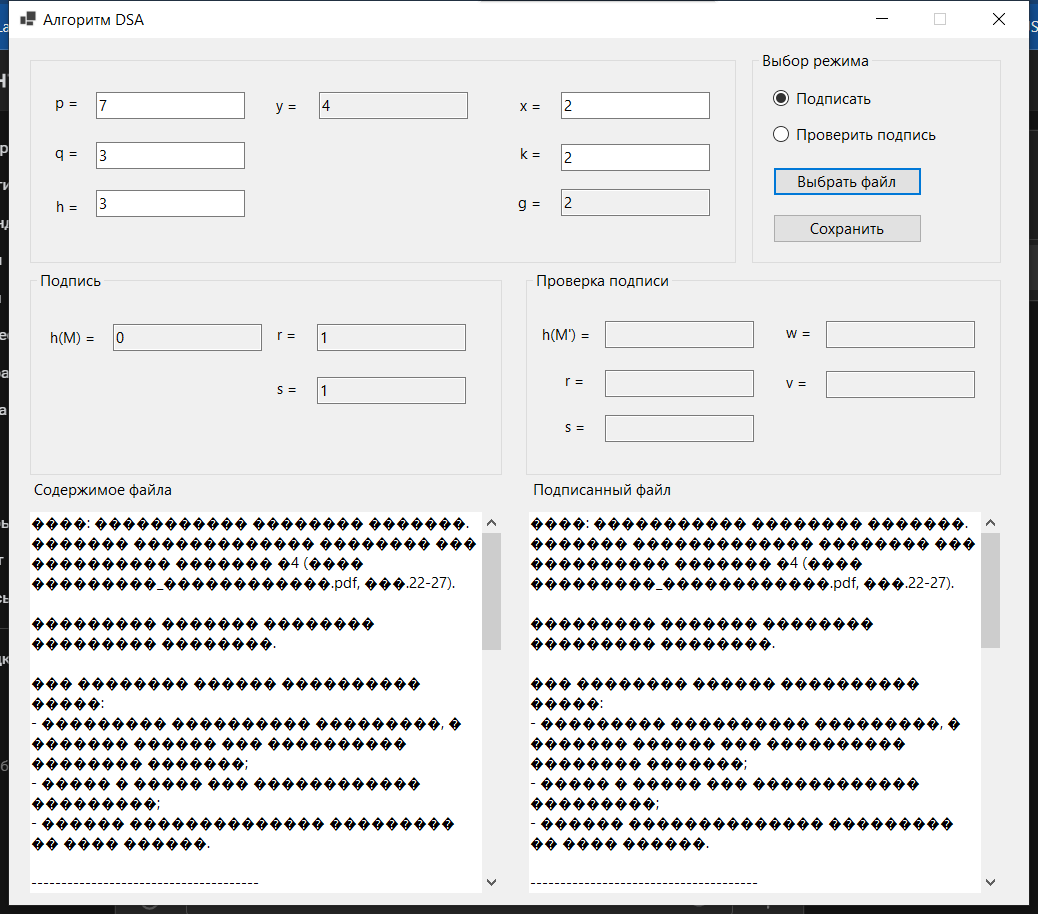 Алгоритм DSA
p = 7
y = 4
x = 2
q = 3
k = 2
h = 3
g = 2
Выбор режима
Подписать
Проверить подпись
Выбрать файл
Сохранить
Подпись
h(M) = 0
r = 1
s = 1
Проверка подписи
h(M') =
w =
r =
v =
s =
Содержимое файла
����: ����������� �������� �������.
������� ������������� �������� ���
���������� ������� �4 (����
���������_������������.pdf, ���.22-27).
��������� ������� ��������
��������� ��������.
��� �������� ������ ����������
�����:
- ��������� ���������� ���������, �
������� ������ ��� ����������
�������� �������;
- ����� � ����� ��� ������������
���������;
- ������ �������������� ���������
�� ���� ������.
--------------------------------------
Подписанный файл
����: ����������� �������� �������.
������� ������������� �������� ���
���������� ������� �4 (����
���������_������������.pdf, ���.22-27).
��������� ������� ��������
��������� ��������.
��� �������� ������ ����������
�����:
- ��������� ���������� ���������, �
������� ������ ��� ����������
�������� �������;
- ����� � ����� ��� ������������
���������;
- ������ �������������� ���������
�� ���� ������.
--------------------------------------